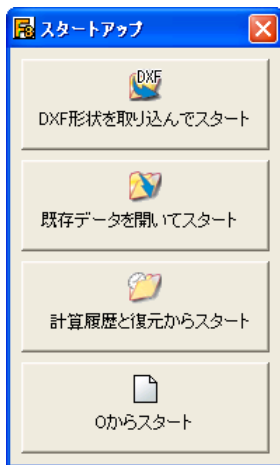 F8 スタートアップ
DXF
DXF形状を取り込んでスタート
既存データを開いてスタート
計算履歴と復元からスタート
0からスタート